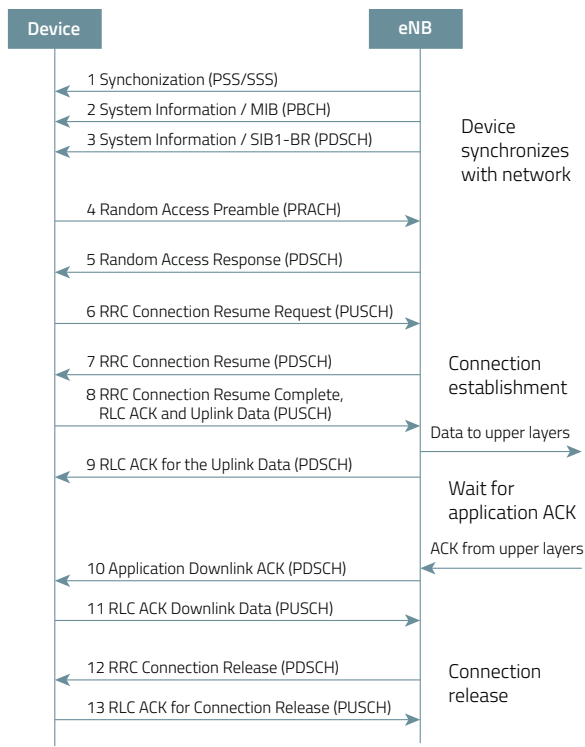 Device
eNB
1 Synchonization (PSS/SSS)
2 System Information / MIB (PBCH)
3 System Information / SIB1-BR (PDSCH)
Device
synchronizes
with network
4 Random Access Preamble (PRACH)
5 Random Access Response (PDSCH)
6 RRC Connection Resume Request (PUSCH)
7 RRC Connection Resume (PDSCH)
Connection
establishment
8 RRC Connection Resume Complete,
RLC ACK and Uplink Data (PUSCH)
Data to upper layers
9 RLC ACK for the Uplink Data (PDSCH)
Wait for
application ACK
ACK from upper layers
10 Application Downlink ACK (PDSCH)
11 RLC ACK Downlink Data (PUSCH)
12 RRC Connection Release (PDSCH)
Connection
release
13 RLC ACK for Connection Release (PUSCH)